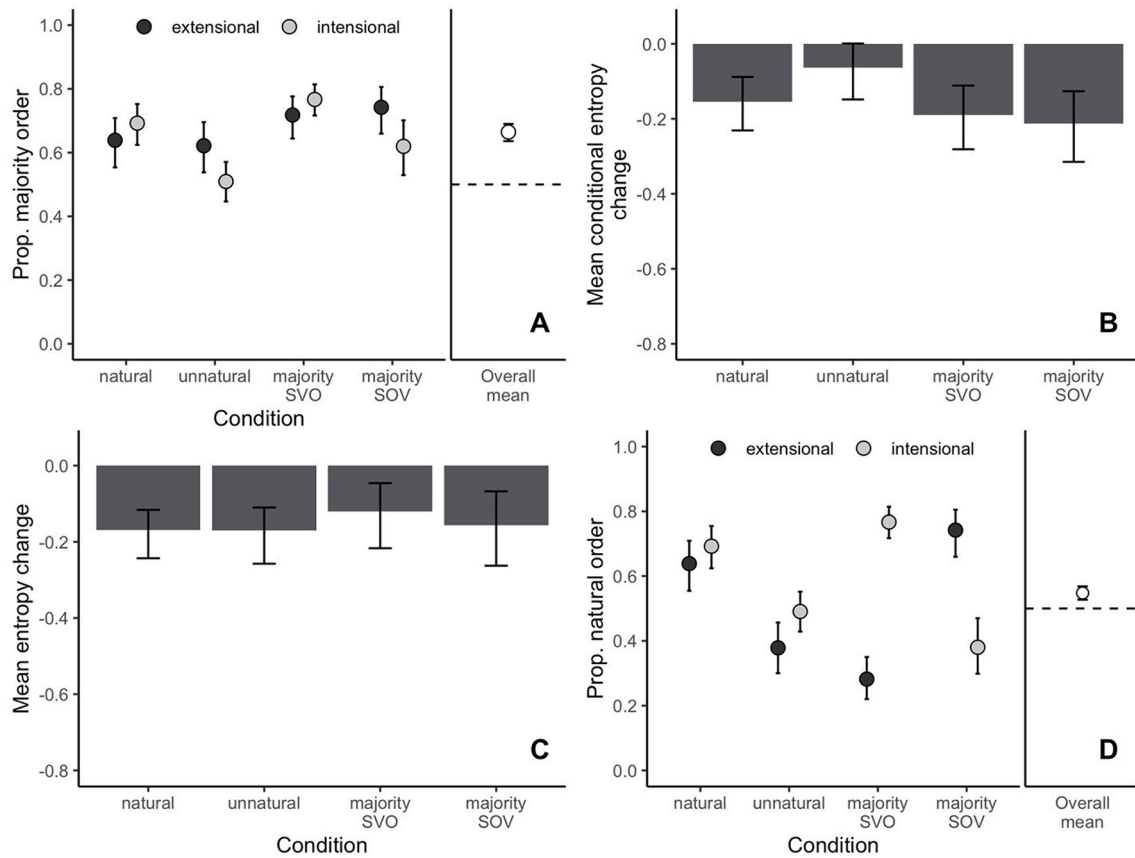 extensional intensional
Prop. majority order
1.0
0.8
0.6
0.4
0.2
0.0
A
natural unnatural majority SVO majority SOV Overall mean
Condition
Mean conditional entropy change
0.0
-0.2
-0.4
-0.6
-0.8
B
natural unnatural majority SVO majority SOV
Mean entropy change
0.0
-0.2
-0.4
-0.6
-0.8
C
natural unnatural majority SVO majority SOV
Condition
extensional intensional
Prop. natural order
1.0
0.8
0.6
0.4
0.2
0.0
D
natural unnatural majority SVO majority SOV Overall mean
Condition